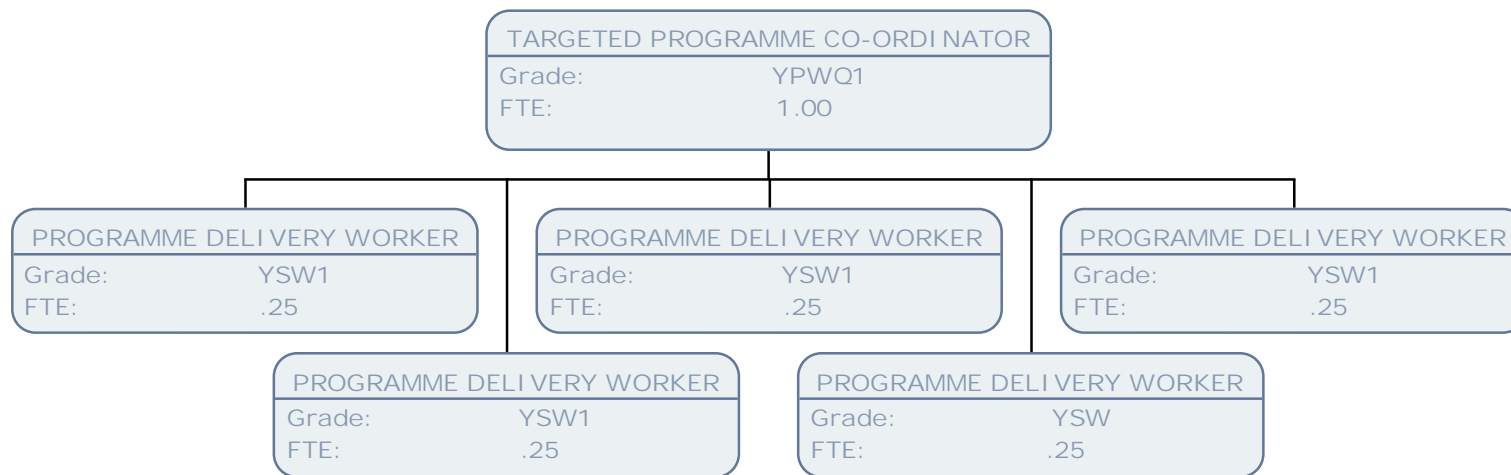 TARGETED PROGRAMME CO-ORDINATOR
Grade: YPWQ1
FTE: 1.00
PROGRAMME DELIVERY WORKER
Grade: YSW1
FTE: .25
PROGRAMME DELIVERY WORKER
Grade: YSW1
FTE: .25
PROGRAMME DELIVERY WORKER
Grade: YSW1
FTE: .25
PROGRAMME DELIVERY WORKER
Grade: YSW1
FTE: .25
PROGRAMME DELIVERY WORKER
Grade: YSW
FTE: .25